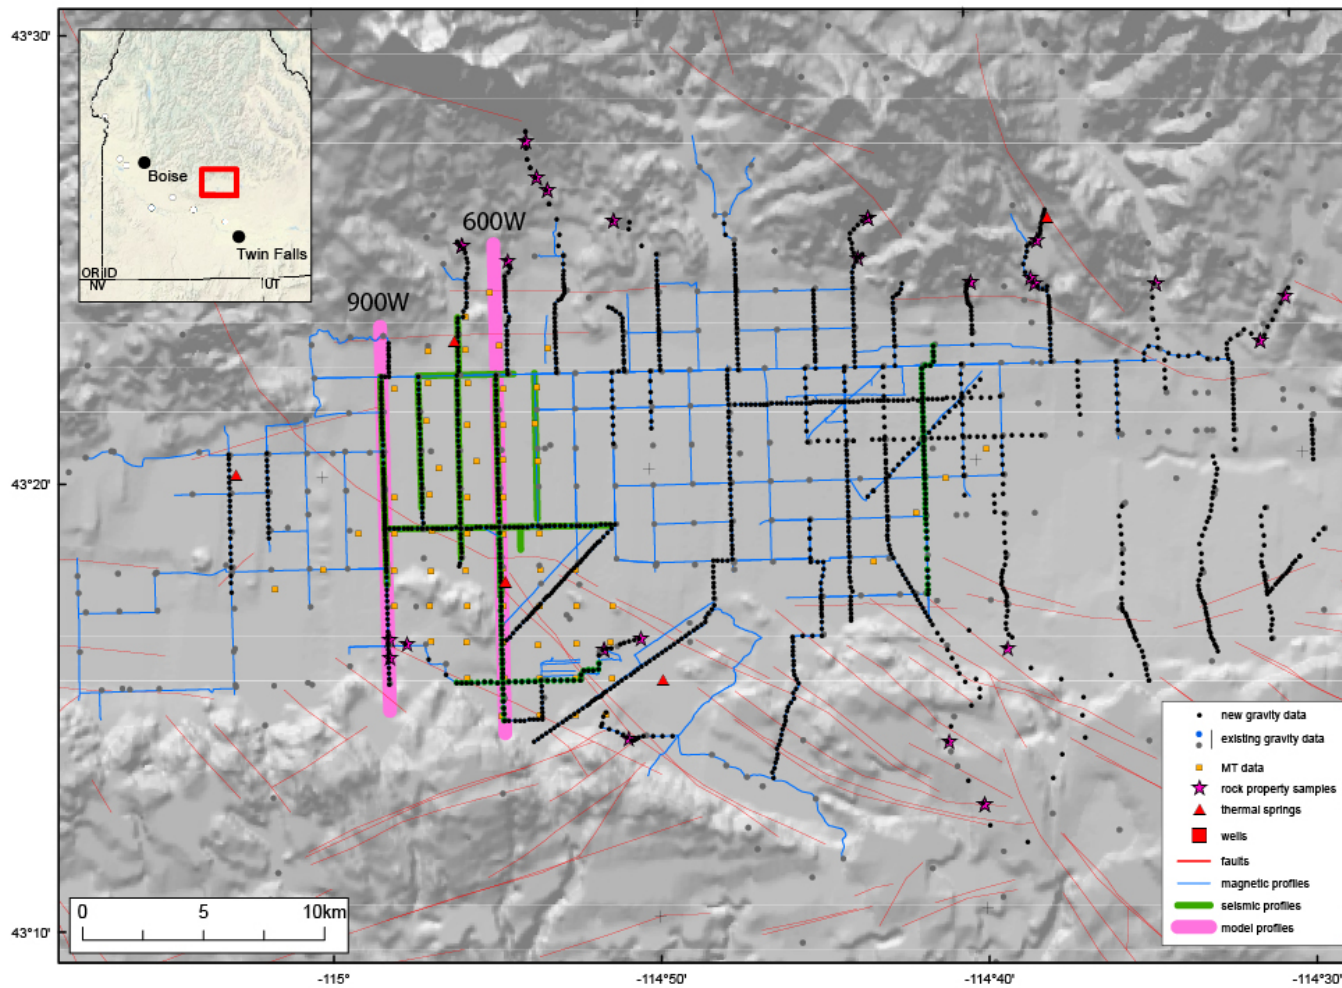 43°30'
Boise
Twin Falls
OR ID
NV
UT
600W
900W
43°20'
new gravity data
existing gravity data
MT data
rock property samples
thermal springs
wells
faults
magnetic profiles
seismic profiles
model profiles
0 5 10km
43°10'
-115° -114°50' -114°40' -114°30'